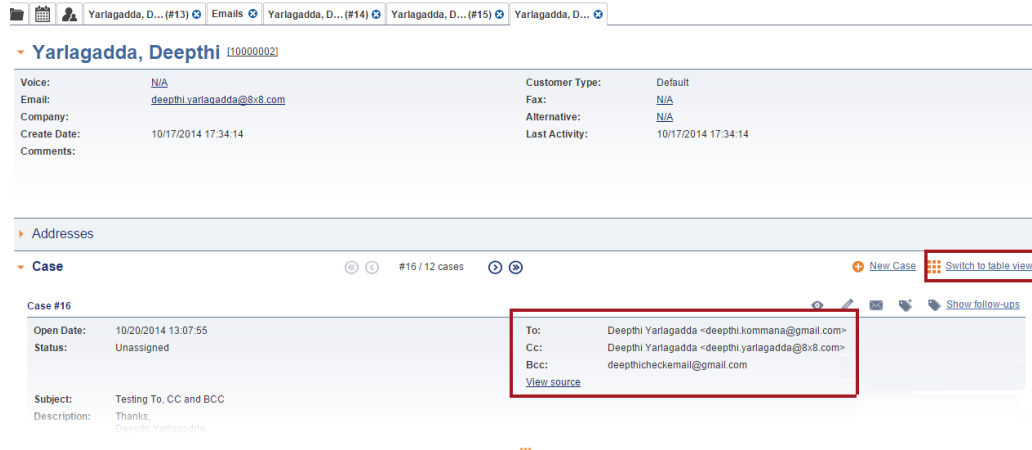 Yarlagadda, D... (#13) Emails Yarlagadda, D... (#14) Yarlagadda, D... (#15) Yarlagadda, D...
Yarlagadda, Deepthi [10000002]
Voice: N/A Customer Type: Default
Email: deepthi.yarlagadda@8x8.com Fax: N/A
Company: Alternative: N/A
Create Date: 10/17/2014 17:34:14 Last Activity: 10/17/2014 17:34:14
Comments:
Addresses
Case #16 / 12 cases New Case Switch to table view
Case #16 Show follow-ups
Open Date: 10/20/2014 13:07:55 To: Deepthi Yarlagadda <deepthi.kommana@gmail.com>
Status: Unassigned Cc: Deepthi Yarlagadda <deepthi.yarlagadda@8x8.com>
Bcc: deepthicheckemail@gmail.com
View source
Subject: Testing To, CC and BCC
Description: Thanks,
Deepthi Yarlagadda